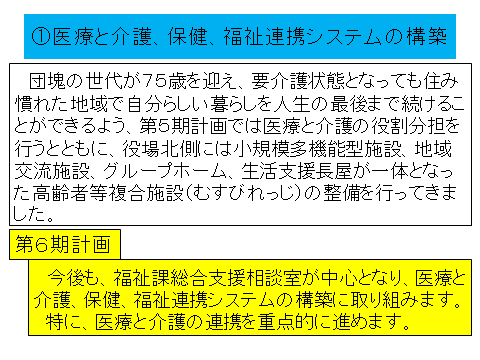 ①医療と介護、保健、福祉連携システムの構築
団塊の世代が75歳を迎え、要介護状態となっても住み
慣れた地域で自分らしい暮らしを人生の最後まで続けるこ
とができるよう、第5期計画では医療と介護の役割分担を
行うとともに、役場北側には小規模多機能型施設、地域
交流施設、グループホーム、生活支援長屋が一体となっ
た高齢者等複合施設(むすびれっじ)の整備を行ってきま
した。
第6期計画
今後も、福祉課総合支援相談室が中心となり、医療と
介護、保健、福祉連携システムの構築に取り組みます。
特に、医療と介護の連携を重点的に進めます。